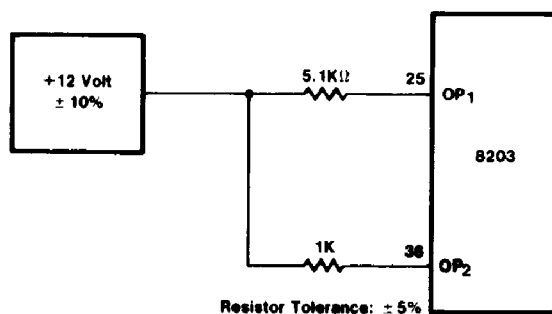 +12 Volt
± 10%
5.1KΩ
25
OP1
8203
1K
36
OP2
Resistor Tolerance: ± 5%